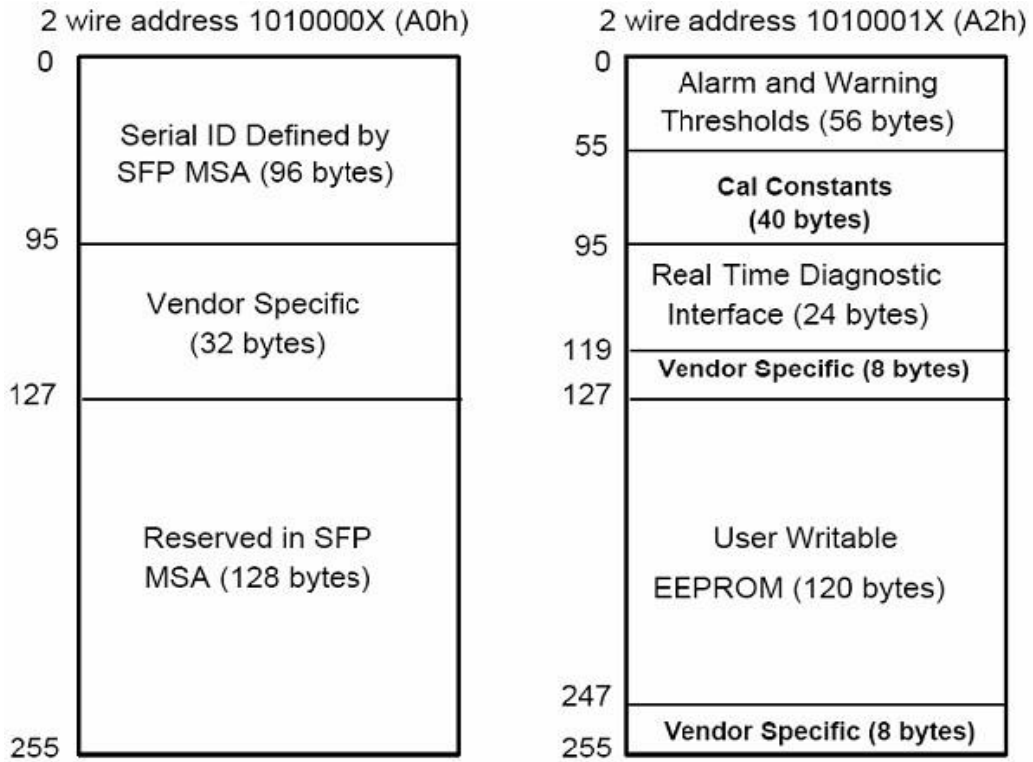 2 wire address 1010000X (A0h)
0
Serial ID Defined by
SFP MSA (96 bytes)
95
Vendor Specific
(32 bytes)
127
Reserved in SFP
MSA (128 bytes)
255
2 wire address 1010001X (A2h)
0
Alarm and Warning
Thresholds (56 bytes)
55
Cal Constants
(40 bytes)
95
Real Time Diagnostic
Interface (24 bytes)
119
Vendor Specific (8 bytes)
127
User Writable
EEPROM (120 bytes)
247
Vendor Specific (8 bytes)
255